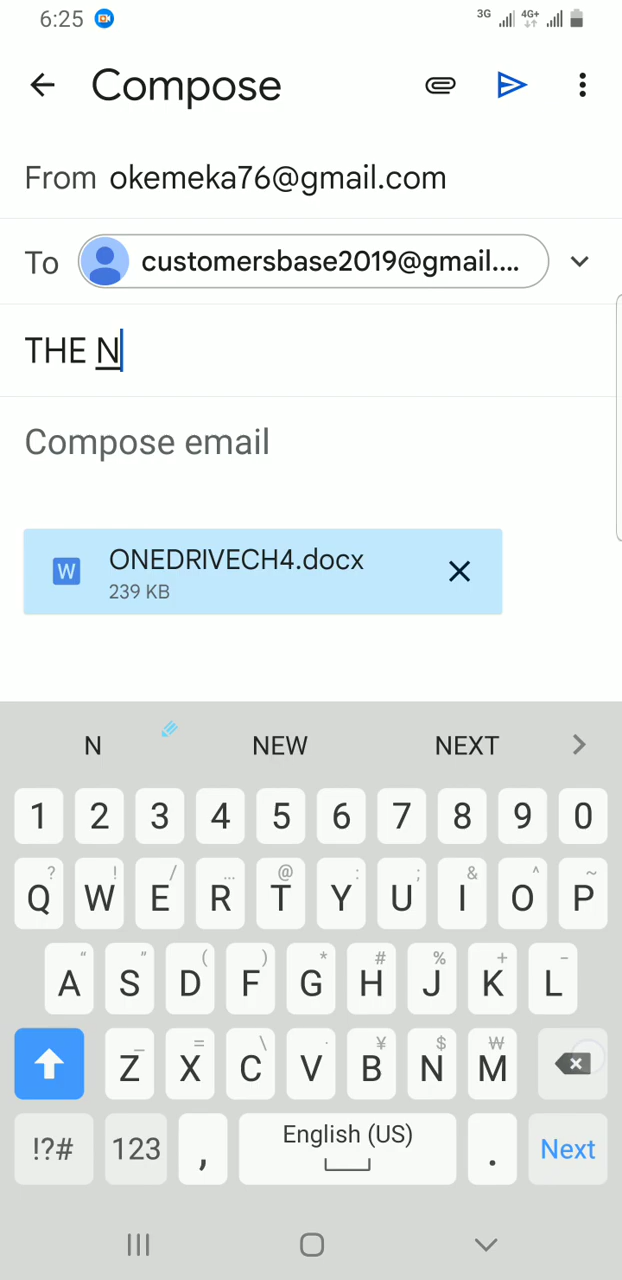 6:25 3G 4G+
Compose
From okemeka76@gmail.com
To customersbase2019@gmail....
THE N
Compose email
W ONEDRIVECH4.docx
239 KB
N NEW NEXT
1 2 3 4 5 6 7 8 9 0
? ! / ... @ : ; & ^ ~
Q W E R T Y U I O P
“ ” ( ) * # % + -
A S D F G H J K L
_ = \ · ¥ $ ₩
Z X C V B N M
!?# 123 , English (US) . Next